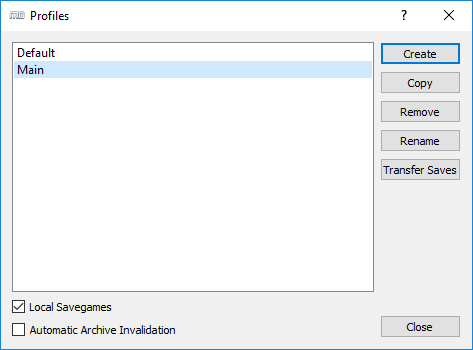 Profiles
?
Default
Main
Create
Copy
Remove
Rename
Transfer Saves
Local Savegames
Automatic Archive Invalidation
Close